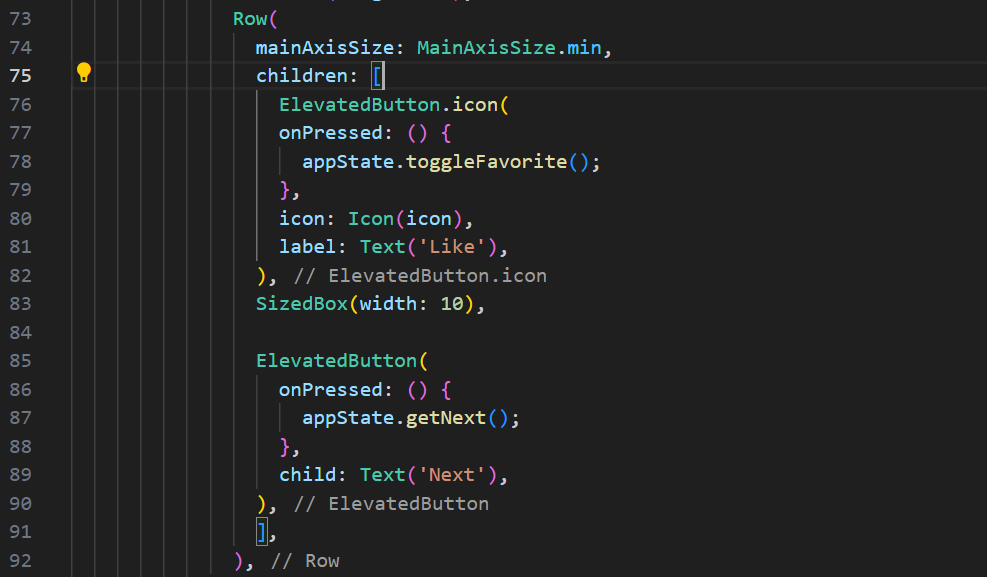 73 Row(
74 mainAxisSize: MainAxisSize.min,
75 children: [
76 ElevatedButton.icon(
77 onPressed: () {
78 appState.toggleFavorite();
79 },
80 icon: Icon(icon),
81 label: Text('Like'),
82 ), // ElevatedButton.icon
83 SizedBox(width: 10),
84
85 ElevatedButton(
86 onPressed: () {
87 appState.getNext();
88 },
89 child: Text('Next'),
90 ), // ElevatedButton
91 ],
92 ), // Row